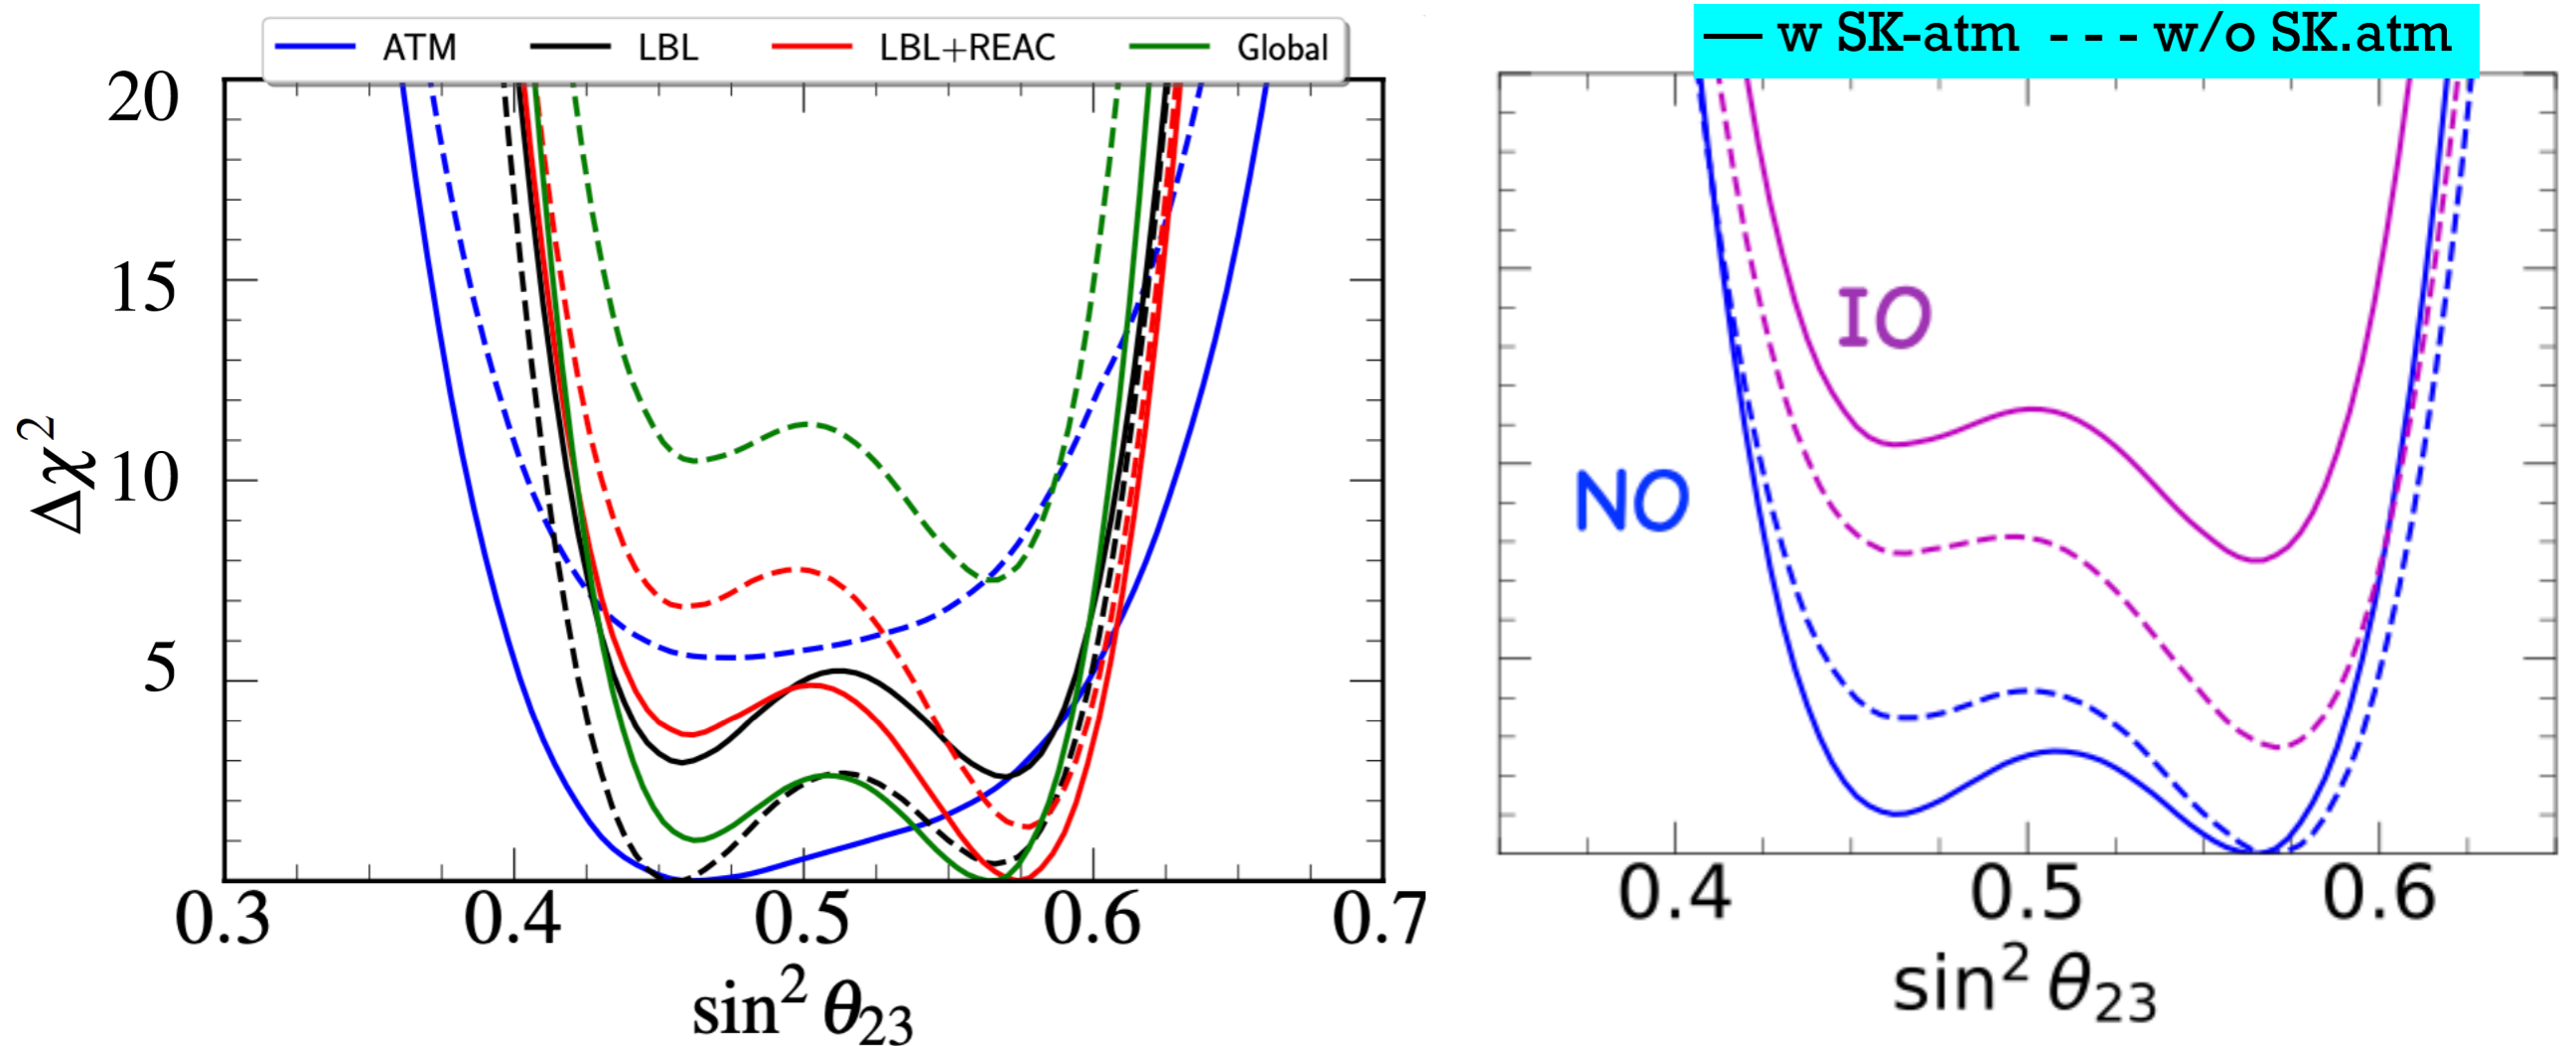 ATM LBL LBL+REAC Global
20
15
10
5
Δχ²
0.3 0.4 0.5 0.6 0.7
sin² θ₂₃
w SK-atm --- w/o SK.atm
IO
NO
0.4 0.5 0.6
sin² θ₂₃